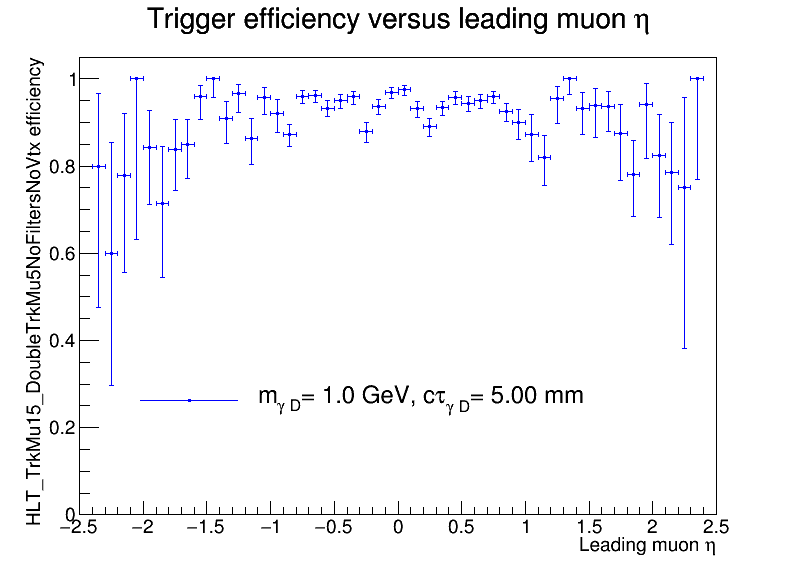 Trigger efficiency versus leading muon η
HLT_TrkMu15_DoubleTrkMu5NoFiltersNoVtx efficiency
1
0.8
0.6
0.4
0.2
0
m_{γ D}= 1.0 GeV, cτ_{γ D}= 5.00 mm
−2.5 −2 −1.5 −1 −0.5 0 0.5 1 1.5 2 2.5
Leading muon η